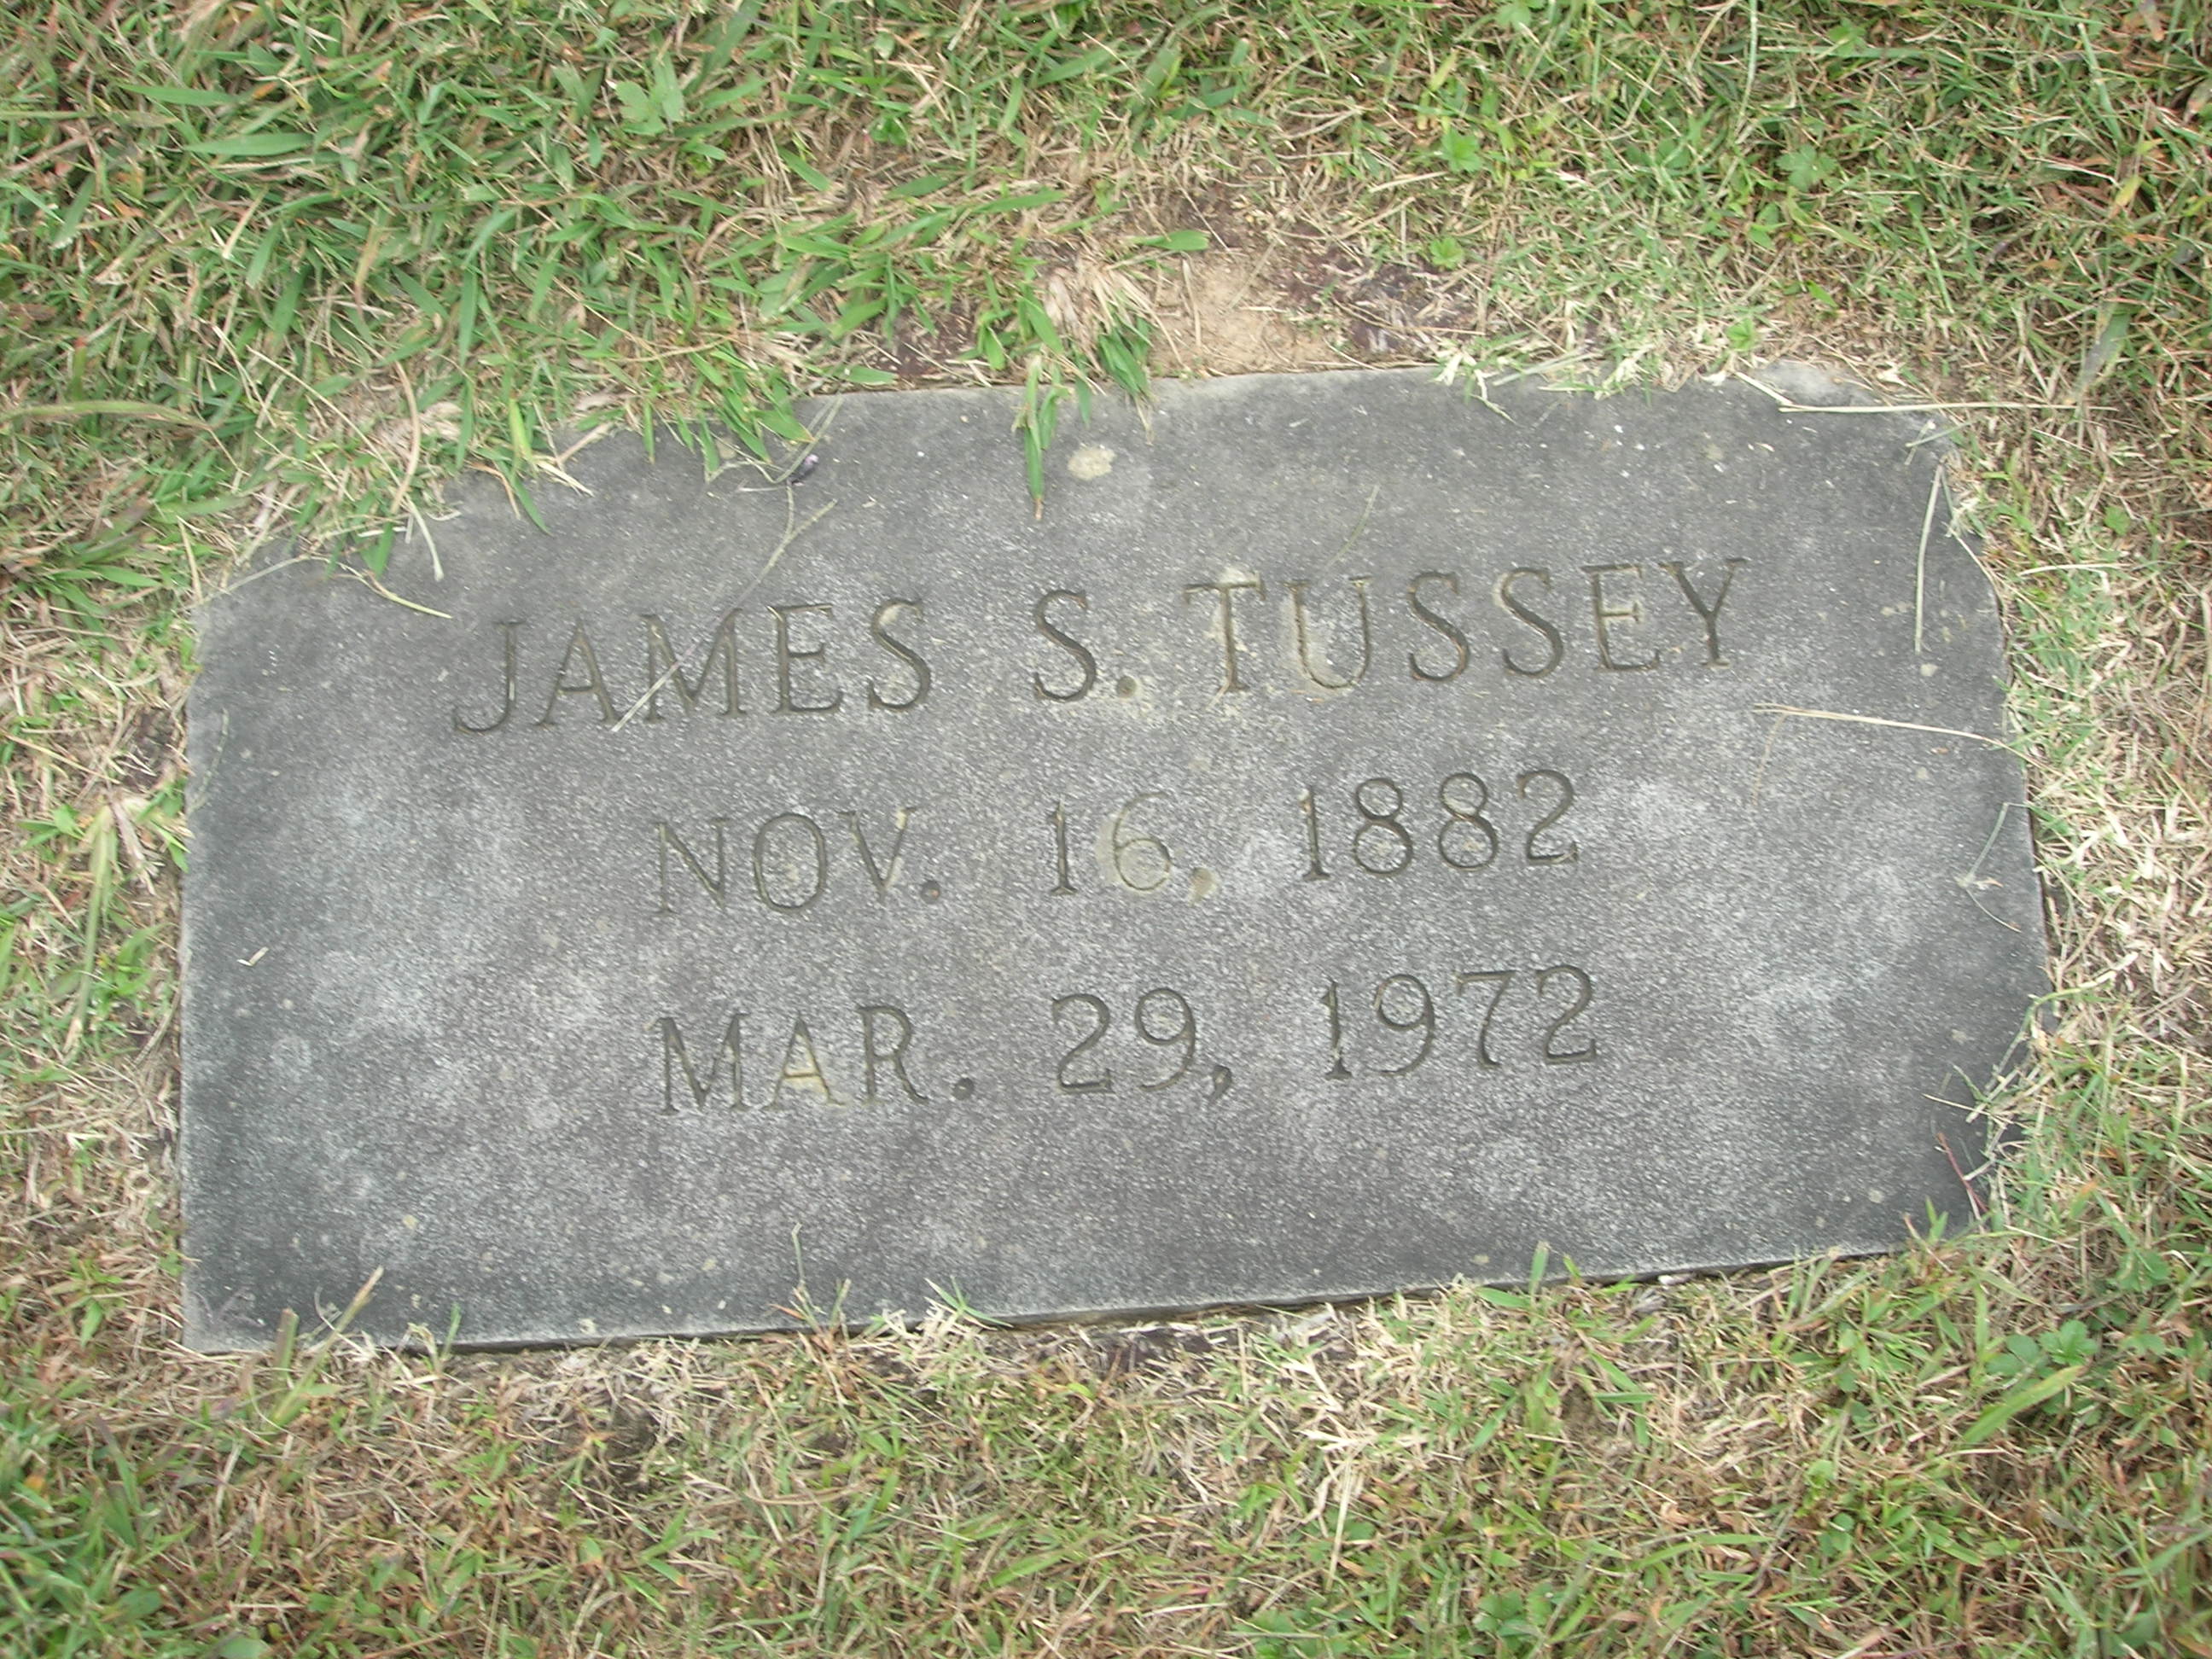 JAMES S. TUSSEY
NOV. 16, 1882
MAR. 29, 1972